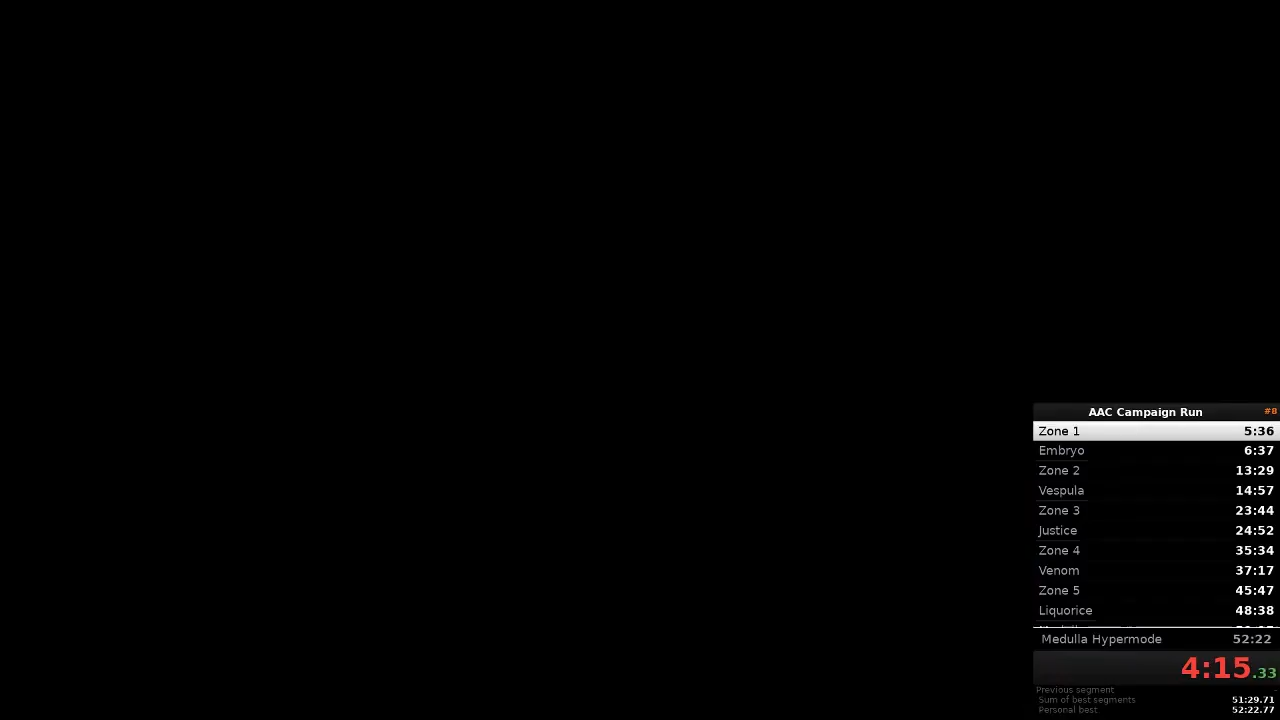 AAC Campaign Run #8
Zone 1 5:36
Embryo 6:37
Zone 2 13:29
Vespula 14:57
Zone 3 23:44
Justice 24:52
Zone 4 35:34
Venom 37:17
Zone 5 45:47
Liquorice 48:38
Medulla Hypermode 52:22
4:15.33
Previous segment
Sum of best segments 51:29.71
Personal best 52:22.77